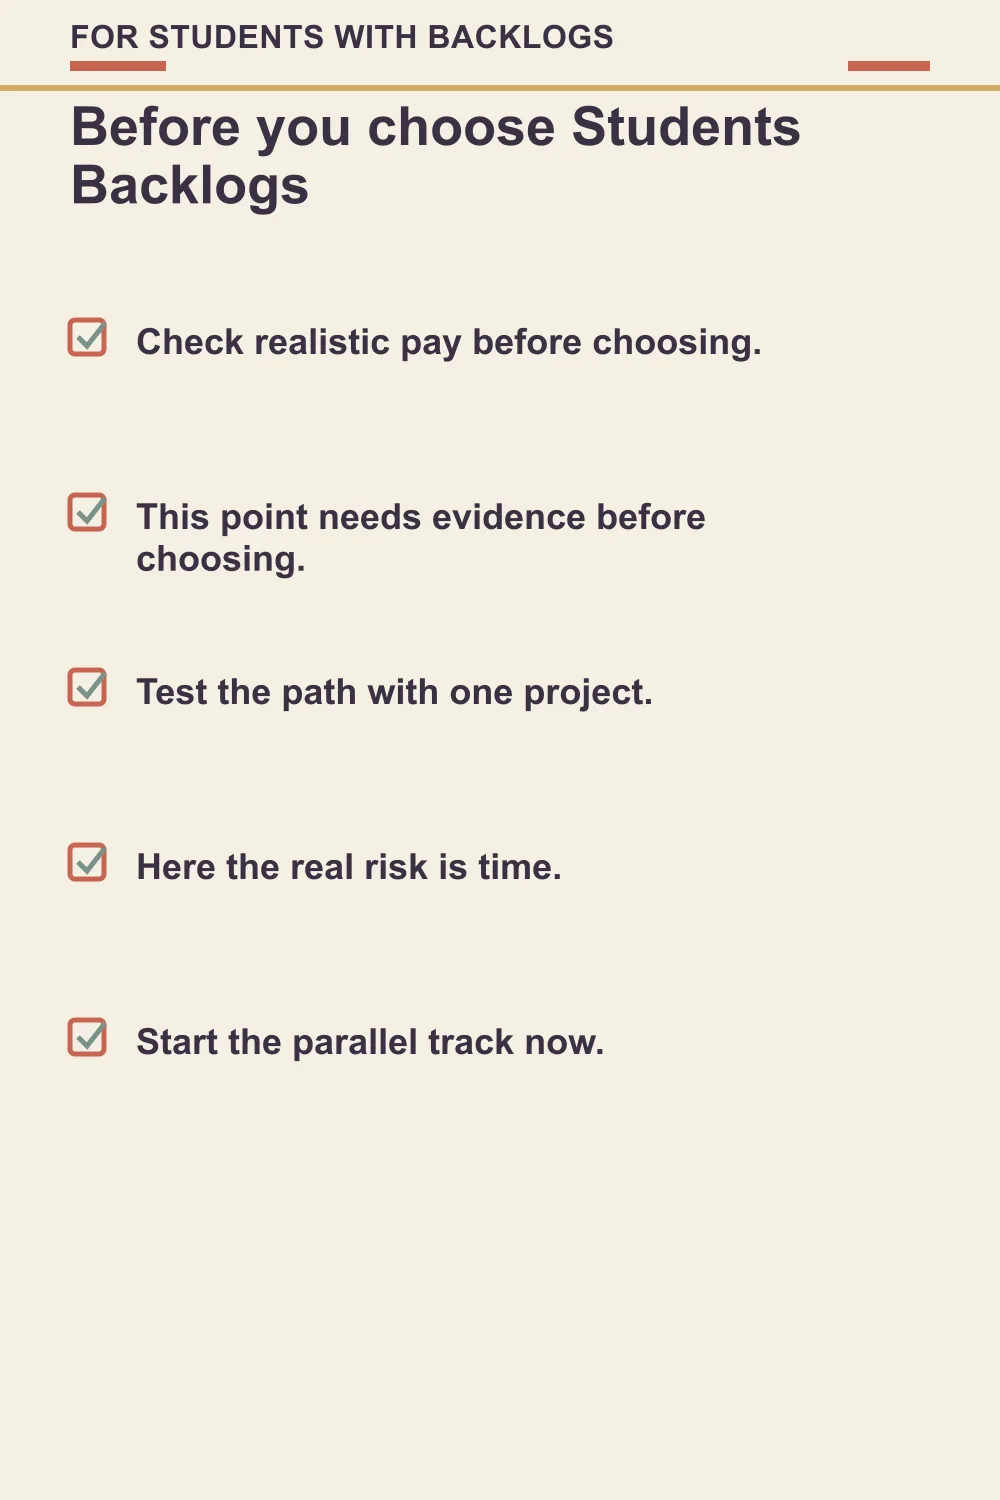 FOR STUDENTS WITH BACKLOGS
Before you choose Students
Backlogs
Check realistic pay before choosing.
This point needs evidence before
choosing.
Test the path with one project.
Here the real risk is time.
Start the parallel track now.